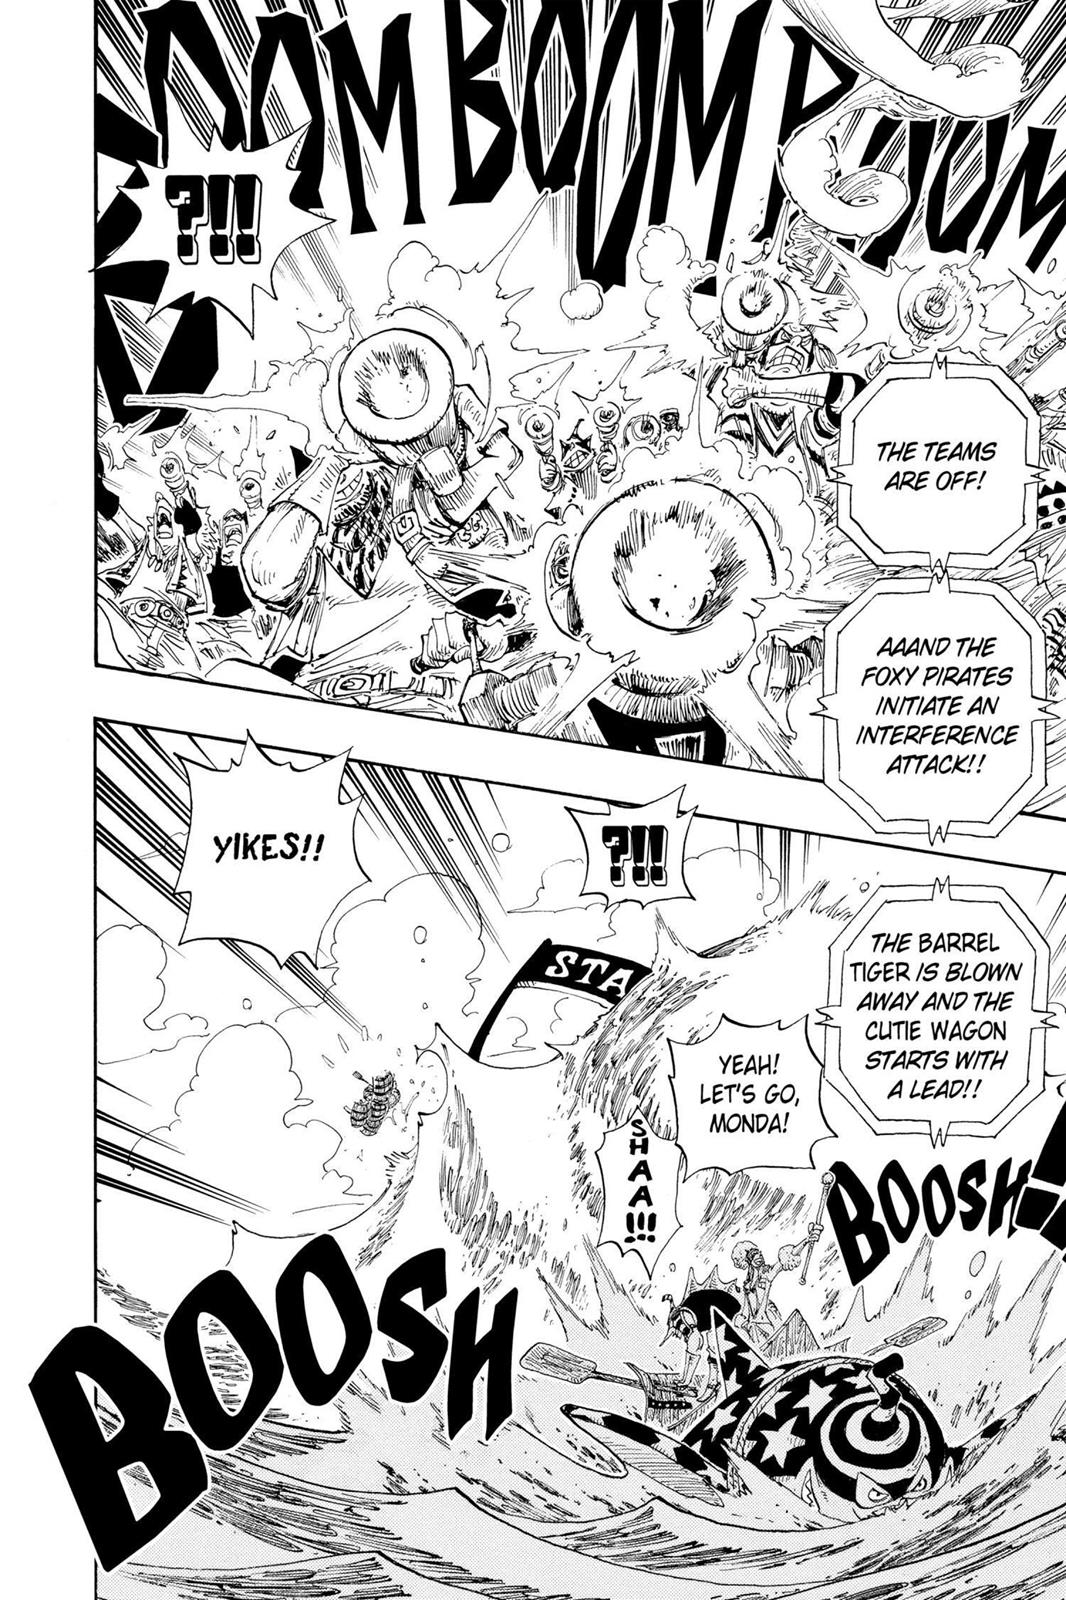 OOM BOOM BOOM
?!!
THE TEAMS
ARE OFF!
AAAND THE
FOXY PIRATES
INITIATE AN
INTERFERENCE
ATTACK!!
YIKES!!
?!!
STA
THE BARREL
TIGER IS BLOWN
AWAY AND THE
CUTIE WAGON
STARTS WITH
A LEAD!!
YEAH!
LET'S GO,
MONDA!
SHAA!!!
BOOSH!!
BOOSH